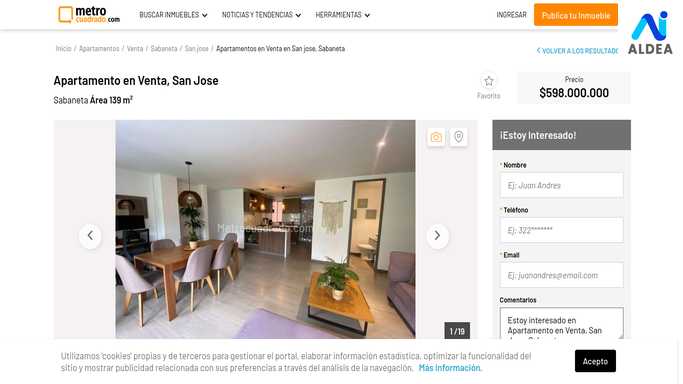 metro
cuadrado.com
BUSCAR INMUEBLES
NOTICIAS Y TENDENCIAS
HERRAMIENTAS
INGRESAR
Publica tu Inmueble
ALDEA
Inicio / Apartamentos / Venta / Sabaneta / San jose / Apartamentos en Venta en San jose, Sabaneta
VOLVER A LOS RESULTADO
Apartamento en Venta, San Jose
Sabaneta Área 139 m²
Favorito
Precio
$598.000.000
¡Estoy Interesado!
* Nombre
Ej: Juan Andres
* Teléfono
Ej: 322*******
* Email
Ej: juanandres@email.com
Comentarios
Estoy interesado en
Apartamento en Venta, San
Metrocuadrado.com
1 / 19
Utilizamos 'cookies' propias y de terceros para gestionar el portal, elaborar información estadística, optimizar la funcionalidad del
sitio y mostrar publicidad relacionada con sus preferencias a través del análisis de la navegación. Más información.
Acepto